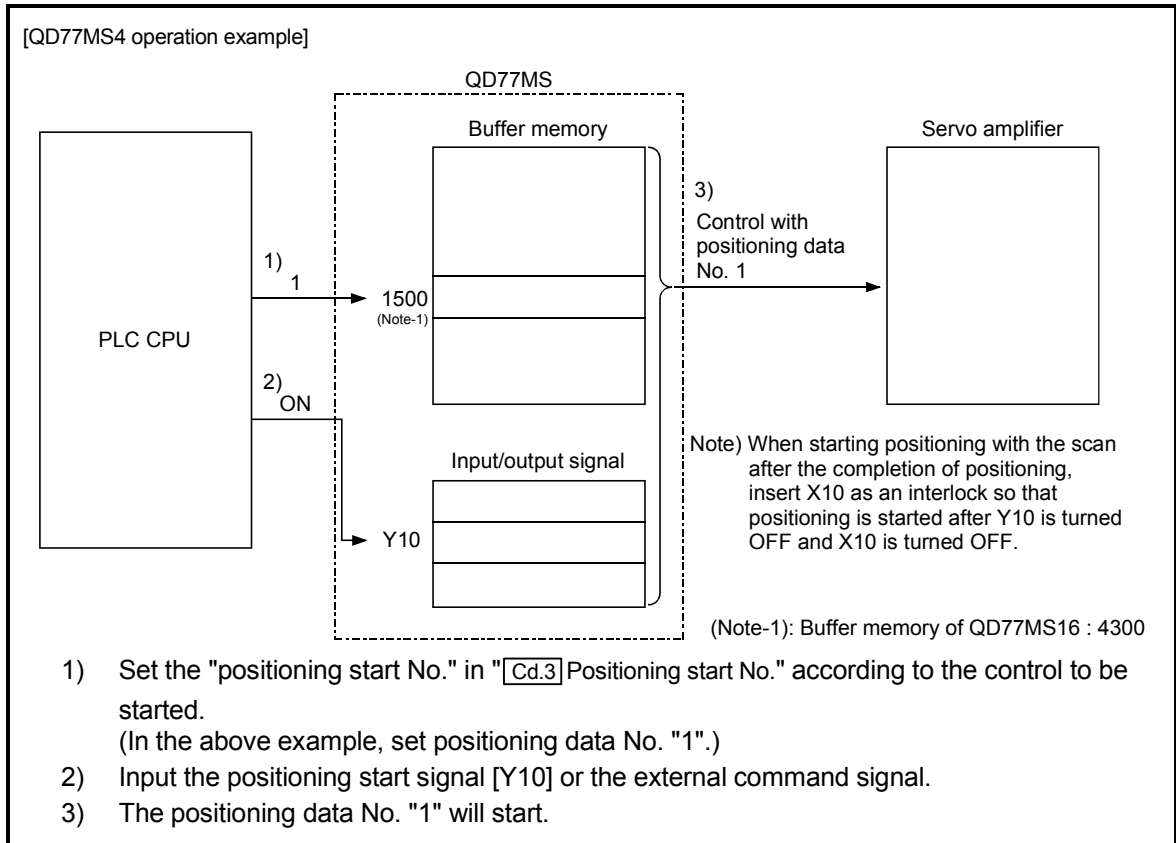 [QD77MS4 operation example]
QD77MS
Buffer memory
Servo amplifier
PLC CPU
1)
1
1500
(Note-1)
2)
ON
Input/output signal
Y10
3)
Control with
positioning data
No. 1
Note) When starting positioning with the scan
after the completion of positioning,
insert X10 as an interlock so that
positioning is started after Y10 is turned
OFF and X10 is turned OFF.
(Note-1): Buffer memory of QD77MS16 : 4300
1) Set the "positioning start No." in "Cd.3 Positioning start No." according to the control to be
started.
(In the above example, set positioning data No. "1".)
2) Input the positioning start signal [Y10] or the external command signal.
3) The positioning data No. "1" will start.